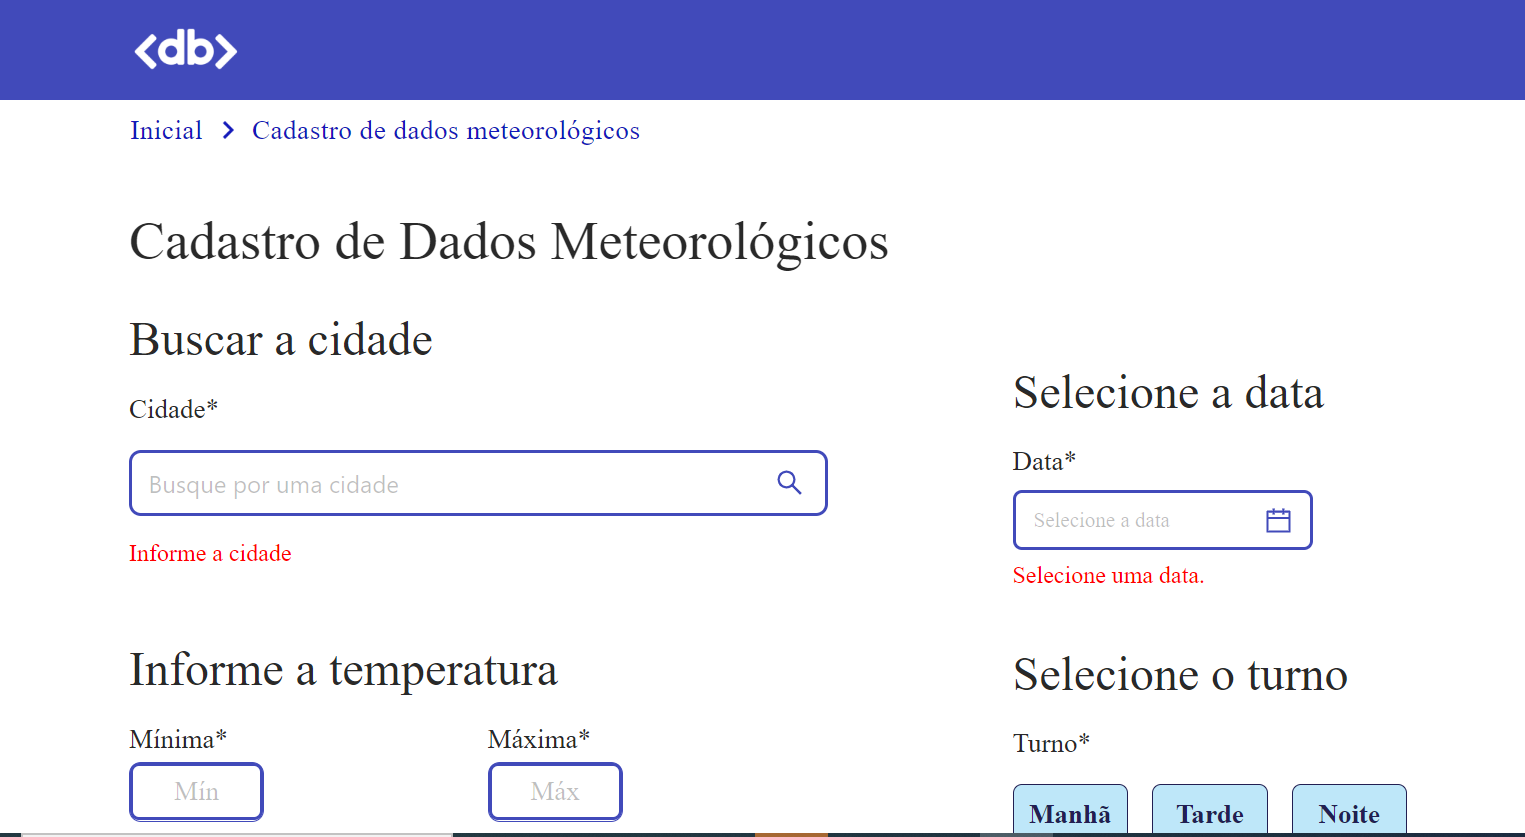 <db>
Inicial > Cadastro de dados meteorológicos
Cadastro de Dados Meteorológicos
Buscar a cidade
Cidade*
Busque por uma cidade
Informe a cidade
Selecione a data
Data*
Selecione a data
Selecione uma data.
Informe a temperatura
Mínima*
Máxima*
Mín
Máx
Selecione o turno
Turno*
Manhã
Tarde
Noite